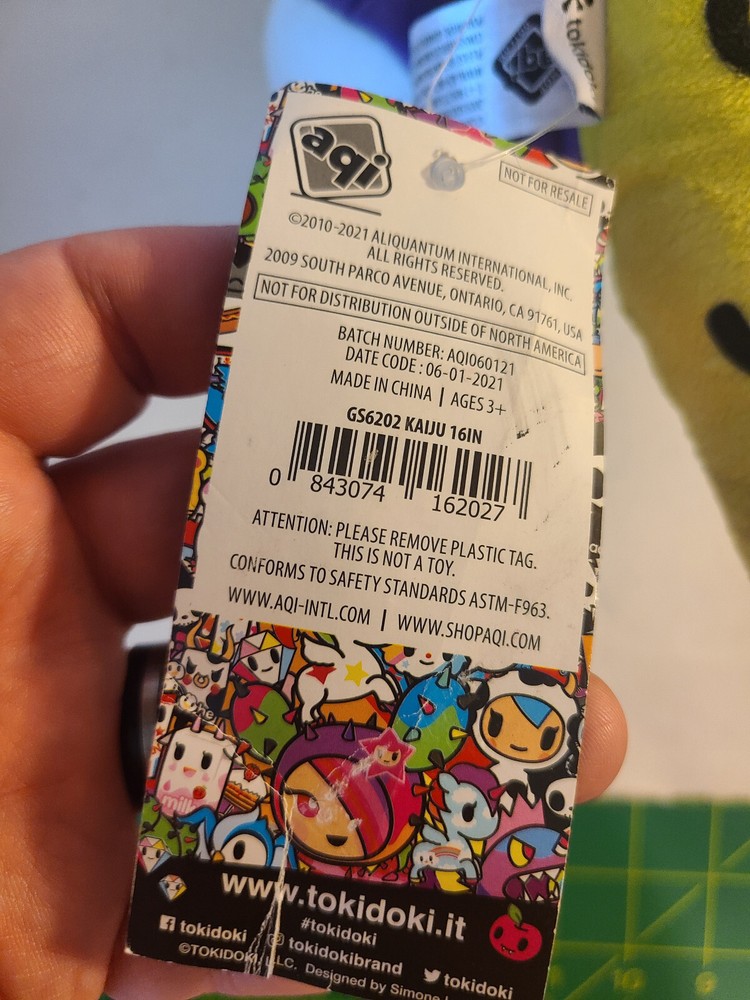 tokidoki
aqi
NOT FOR RESALE
©2010-2021 ALIQUANTUM INTERNATIONAL, INC.
ALL RIGHTS RESERVED.
2009 SOUTH PARCO AVENUE, ONTARIO, CA 91761, USA
NOT FOR DISTRIBUTION OUTSIDE OF NORTH AMERICA
BATCH NUMBER: AQI060121
DATE CODE : 06-01-2021
MADE IN CHINA | AGES 3+
GS6202 KAIJU 16IN
0 843074 162027
ATTENTION: PLEASE REMOVE PLASTIC TAG.
THIS IS NOT A TOY.
CONFORMS TO SAFETY STANDARDS ASTM-F963.
WWW.AQI-INTL.COM | WWW.SHOPAQI.COM
milk
www.tokidoki.it
#tokidoki
tokidoki
tokidokibrand
tokidoki
©TOKIDOKI, LLC. Designed by Simone